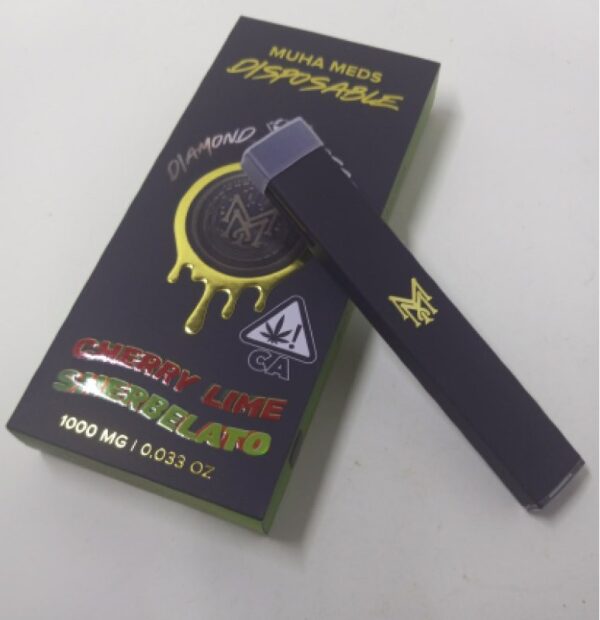 MUHA MEDS
DISPOSABLE
DIAMOND
M
CA
CHERRY LIME
SHERBELATO
1000 MG | 0.033 OZ
M